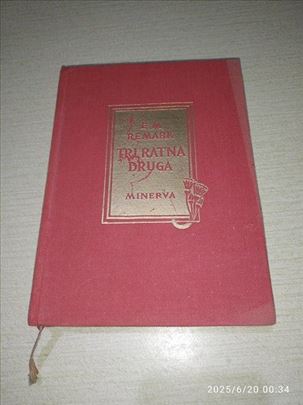 E. M.
REMARK
TRI RATNA
DRUGA
MINERVA
2025/6/20 00:34